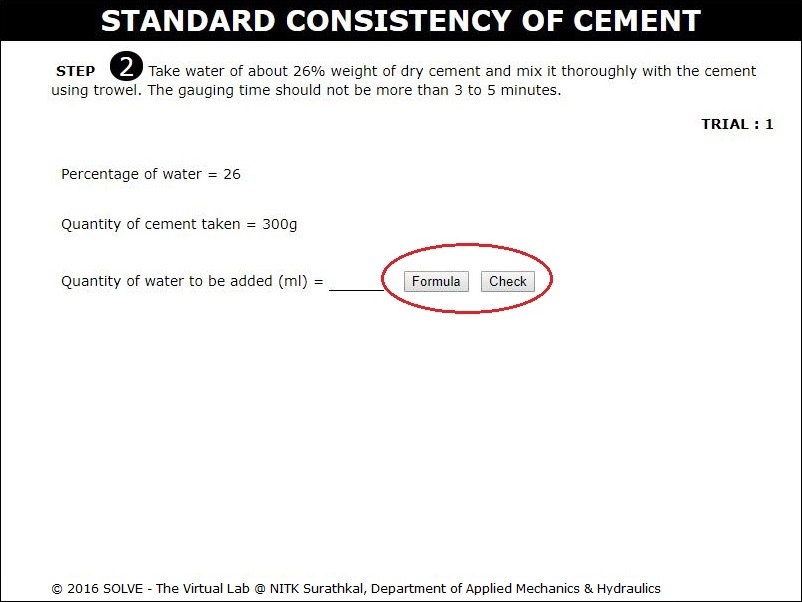 STANDARD CONSISTENCY OF CEMENT
STEP 2 Take water of about 26% weight of dry cement and mix it thoroughly with the cement
using trowel. The gauging time should not be more than 3 to 5 minutes.
TRIAL : 1
Percentage of water = 26
Quantity of cement taken = 300g
Quantity of water to be added (ml) = ______ Formula Check
© 2016 SOLVE - The Virtual Lab @ NITK Surathkal, Department of Applied Mechanics & Hydraulics